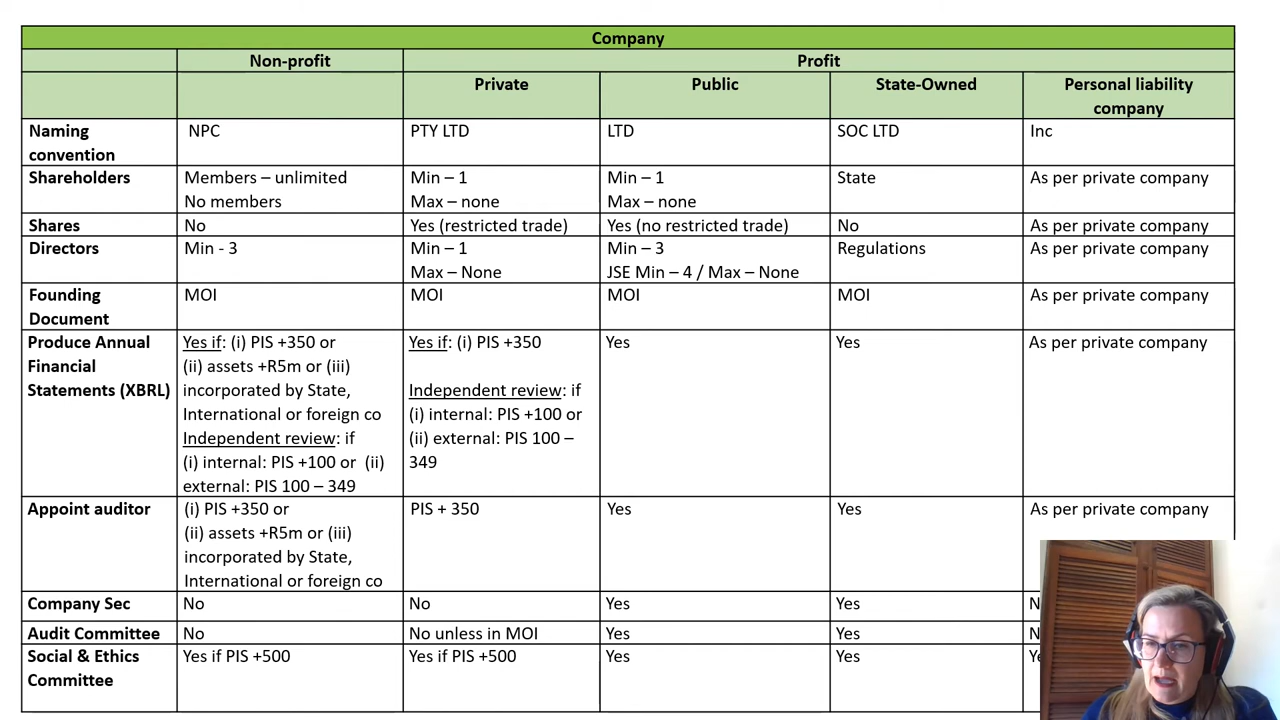 Company
Non-profit
Profit
Private
Public
State-Owned
Personal liability
company
Naming
convention
NPC
PTY LTD
LTD
SOC LTD
Inc
Shareholders
Members – unlimited
No members
Min – 1
Max – none
Min – 1
Max – none
State
As per private company
Shares
No
Yes (restricted trade)
Yes (no restricted trade)
No
As per private company
Directors
Min - 3
Min – 1
Max – None
Min – 3
JSE Min – 4 / Max – None
Regulations
As per private company
Founding
Document
MOI
MOI
MOI
MOI
As per private company
Produce Annual
Financial
Statements (XBRL)
Yes if: (i) PIS +350 or
(ii) assets +R5m or (iii)
incorporated by State,
International or foreign co
Independent review: if
(i) internal: PIS +100 or (ii)
external: PIS 100 – 349
Yes if: (i) PIS +350
Independent review: if
(i) internal: PIS +100 or
(ii) external: PIS 100 –
349
Yes
Yes
As per private company
Appoint auditor
(i) PIS +350 or
(ii) assets +R5m or (iii)
incorporated by State,
International or foreign co
PIS + 350
Yes
Yes
As per private company
Company Sec
No
No
Yes
Yes
Audit Committee
No
No unless in MOI
Yes
Yes
Social & Ethics
Committee
Yes if PIS +500
Yes if PIS +500
Yes
Yes